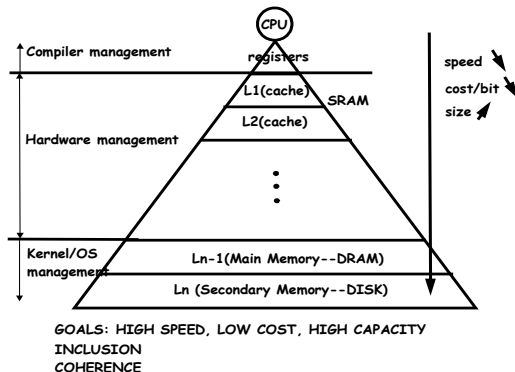 CPU
Compiler management
registers
speed
cost/bit
size
L1(cache)
SRAM
L2(cache)
Hardware management
Kernel/OS
management
Ln-1(Main Memory--DRAM)
Ln (Secondary Memory--DISK)
GOALS: HIGH SPEED, LOW COST, HIGH CAPACITY
INCLUSION
COHERENCE